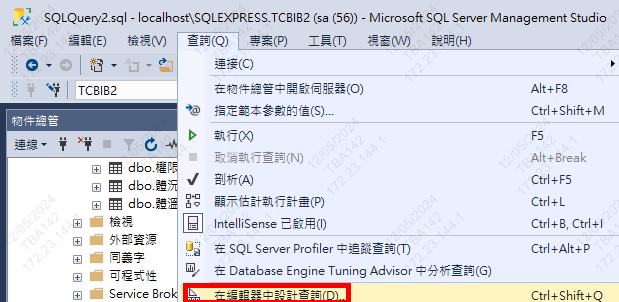 SQLQuery2.sql - localhost\SQLEXPRESS.TCBIB2 (sa (56)) - Microsoft SQL Server Management Studio
檔案(F) 編輯(E) 檢視(V) 查詢(Q) 專案(P) 工具(T) 視窗(W) 說明(H)
連接(C)
在物件總管中開啟伺服器(O) Alt+F8
TCBIB2
指定範本參數的值(S)... Ctrl+Shift+M
物件總管
執行(X) F5
連線
取消執行查詢(N) Alt+Break
dbo.權限
剖析(A) Ctrl+F5
dbo.體況
顯示估計執行計畫(P) Ctrl+L
dbo.體溫
IntelliSense 已啟用(I) Ctrl+B, Ctrl+I
檢視
外部資源
在 SQL Server Profiler 中追蹤查詢(T) Ctrl+Alt+P
同義字
在 Database Engine Tuning Advisor 中分析查詢(G)
可程式性
Service Brok
在編輯器中設計查詢(D)... Ctrl+Shift+Q
12/05/2024
TBA142
172.23.144.1